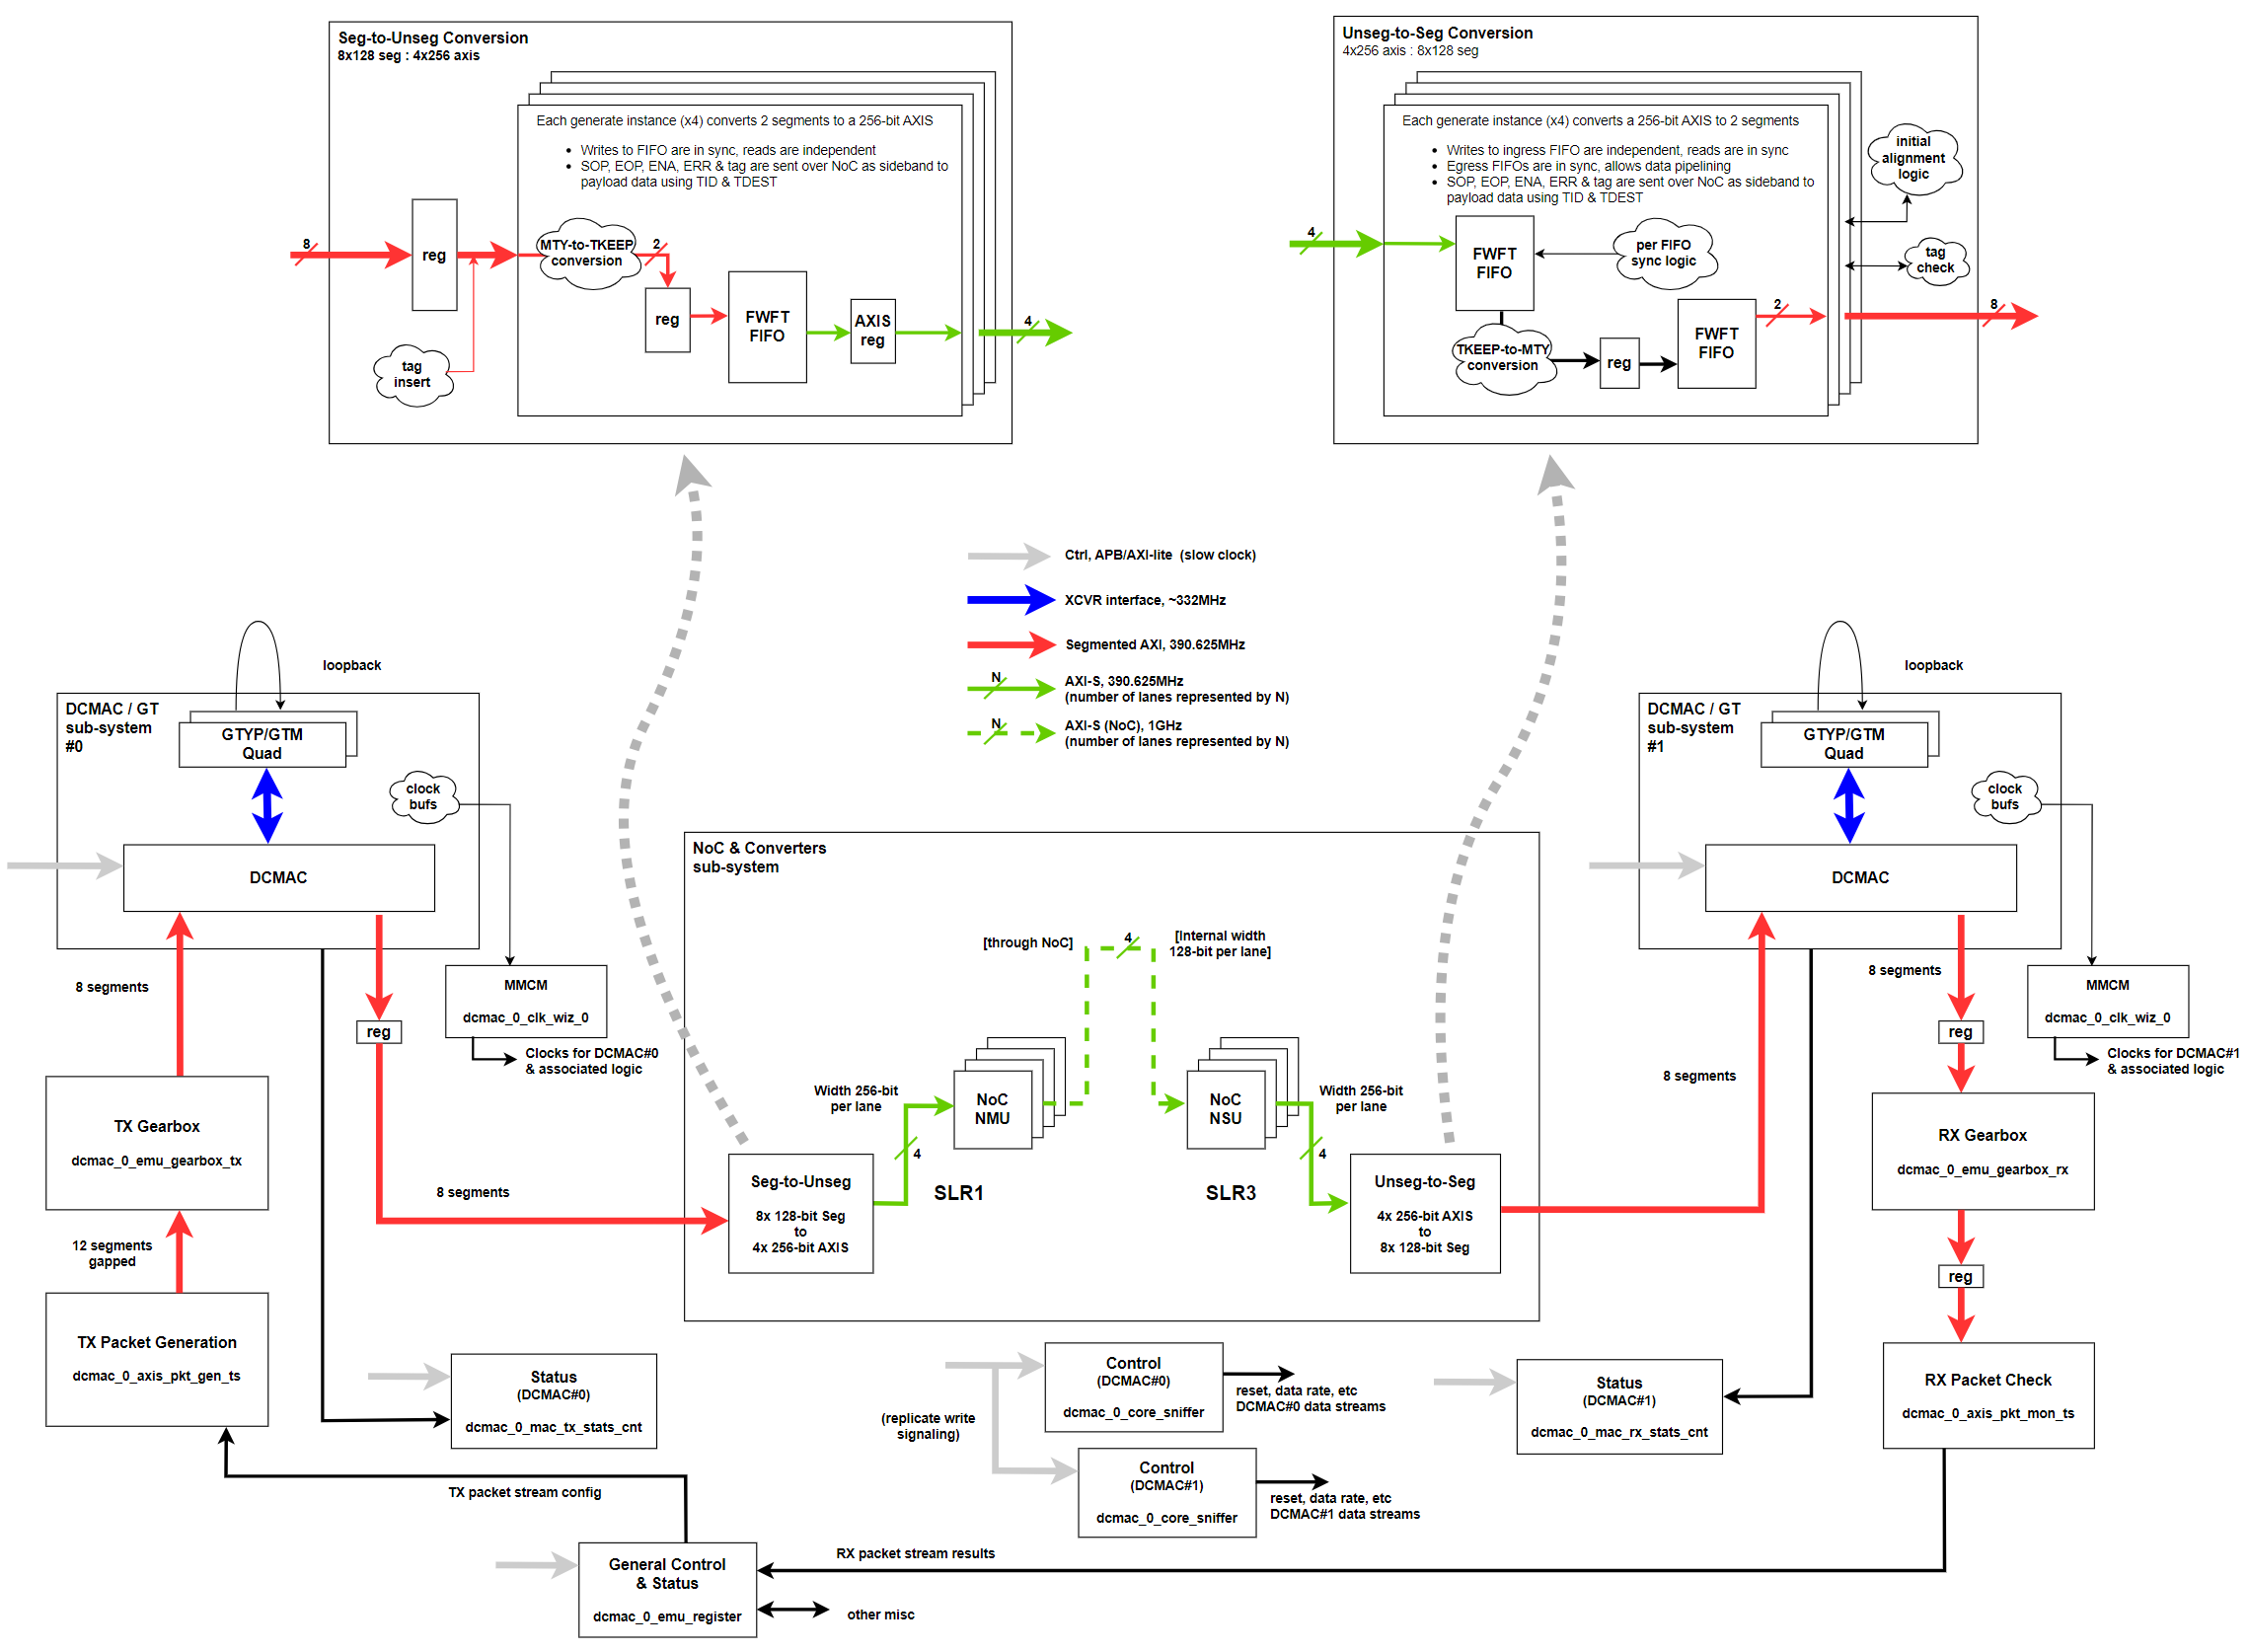 Seg-to-Unseg Conversion
8x128 seg : 4x256 axis
Each generate instance (x4) converts 2 segments to a 256-bit AXIS
• Writes to FIFO are in sync, reads are independent
• SOP, EOP, ENA, ERR & tag are sent over NoC as sideband to
payload data using TID & TDEST
8
reg
MTY-to-TKEEP
conversion
2
reg
FWFT
FIFO
AXIS
reg
4
tag
insert
Unseg-to-Seg Conversion
4x256 axis : 8x128 seg
Each generate instance (x4) converts a 256-bit AXIS to 2 segments
• Writes to ingress FIFO are independent, reads are in sync
• Egress FIFOs are in sync, allows data pipelining
• SOP, EOP, ENA, ERR & tag are sent over NoC as sideband to
payload data using TID & TDEST
initial
alignment
logic
4
FWFT
FIFO
per FIFO
sync logic
tag
check
TKEEP-to-MTY
conversion
reg
FWFT
FIFO
2
8
Ctrl, APB/AXI-lite (slow clock)
XCVR interface, ~332MHz
Segmented AXI, 390.625MHz
N
AXI-S, 390.625MHz
(number of lanes represented by N)
N
AXI-S (NoC), 1GHz
(number of lanes represented by N)
loopback
DCMAC / GT
sub-system
#0
GTYP/GTM
Quad
clock
bufs
DCMAC
8 segments
reg
MMCM
dcmac_0_clk_wiz_0
Clocks for DCMAC#0
& associated logic
TX Gearbox
dcmac_0_emu_gearbox_tx
8 segments
12 segments
gapped
TX Packet Generation
dcmac_0_axis_pkt_gen_ts
NoC & Converters
sub-system
[through NoC]
4
[Internal width
128-bit per lane]
Width 256-bit
per lane
NoC
NMU
NoC
NSU
Width 256-bit
per lane
4
4
Seg-to-Unseg
8x 128-bit Seg
to
4x 256-bit AXIS
SLR1
SLR3
Unseg-to-Seg
4x 256-bit AXIS
to
8x 128-bit Seg
loopback
DCMAC / GT
sub-system
#1
GTYP/GTM
Quad
clock
bufs
DCMAC
8 segments
8 segments
reg
MMCM
dcmac_0_clk_wiz_0
Clocks for DCMAC#1
& associated logic
RX Gearbox
dcmac_0_emu_gearbox_rx
reg
RX Packet Check
dcmac_0_axis_pkt_mon_ts
Status
(DCMAC#0)
dcmac_0_mac_tx_stats_cnt
Control
(DCMAC#0)
dcmac_0_core_sniffer
reset, data rate, etc
DCMAC#0 data streams
(replicate write
signaling)
Control
(DCMAC#1)
dcmac_0_core_sniffer
reset, data rate, etc
DCMAC#1 data streams
Status
(DCMAC#1)
dcmac_0_mac_rx_stats_cnt
TX packet stream config
RX packet stream results
General Control
& Status
dcmac_0_emu_register
other misc